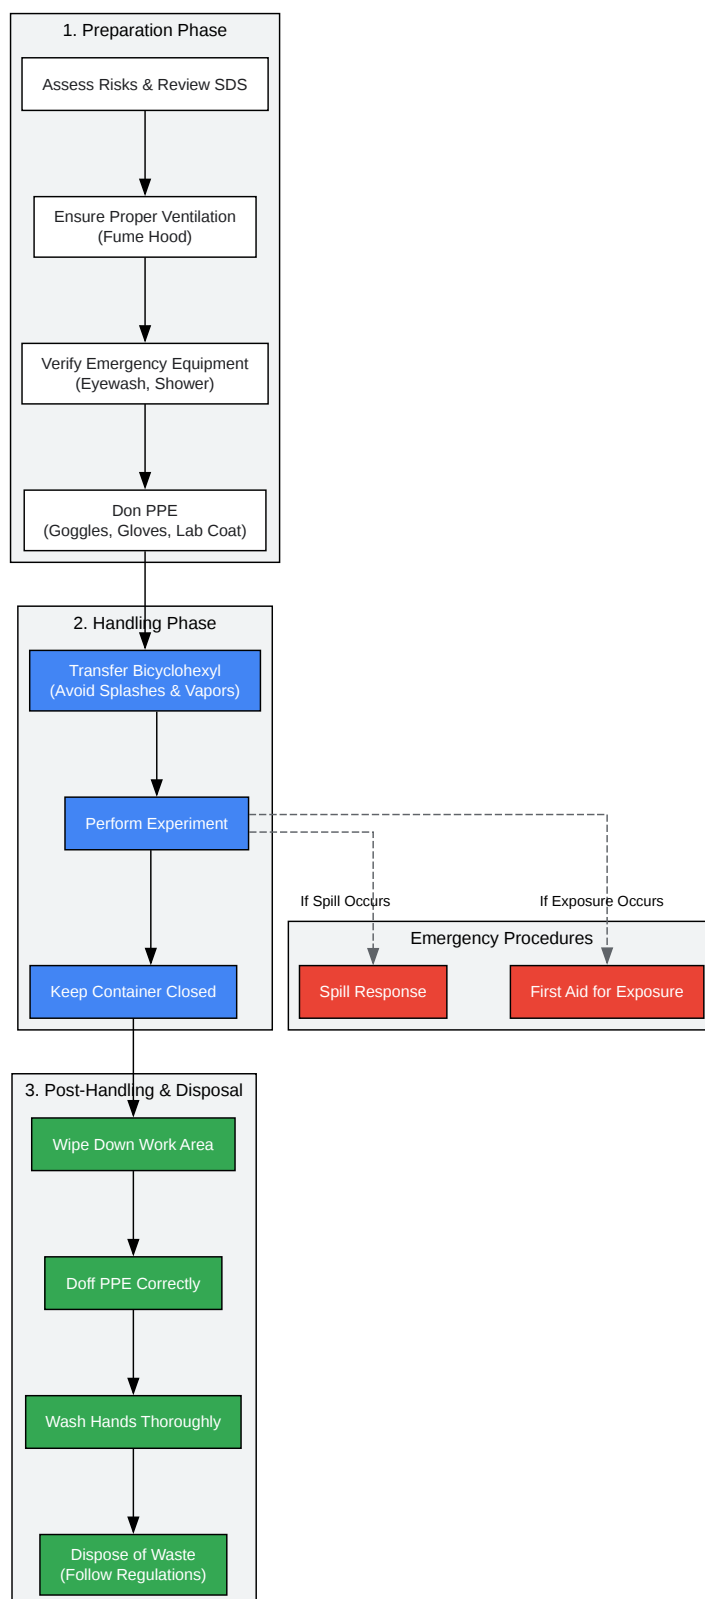 1. Preparation Phase
Assess Risks & Review SDS
Ensure Proper Ventilation
(Fume Hood)
Verify Emergency Equipment
(Eyewash, Shower)
Don PPE
(Goggles, Gloves, Lab Coat)
2. Handling Phase
Transfer Bicyclohexyl
(Avoid Splashes & Vapors)
Perform Experiment
If Spill Occurs
If Exposure Occurs
Emergency Procedures
Keep Container Closed
Spill Response
First Aid for Exposure
3. Post-Handling & Disposal
Wipe Down Work Area
Doff PPE Correctly
Wash Hands Thoroughly
Dispose of Waste
(Follow Regulations)